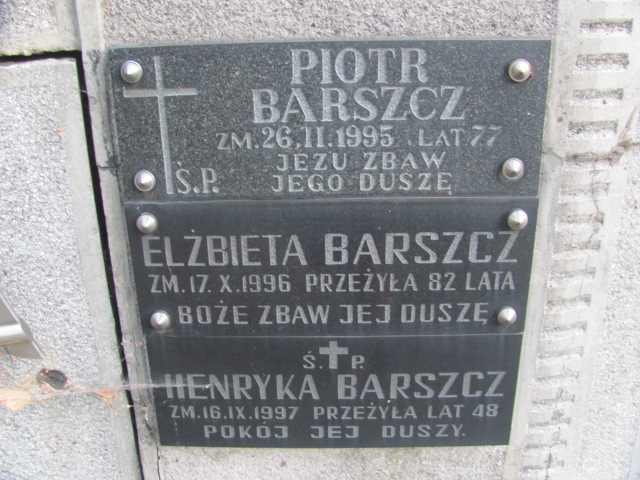 PIOTR
BARSZCZ
ZM. 26.II.1995. LAT 77
JEZU ZBAW
Ś.P. JEGO DUSZĘ
ELŻBIETA BARSZCZ
ZM. 17. X. 1996 PRZEŻYŁA 82 LATA
BOŻE ZBAW JEJ DUSZĘ
Ś. P.
HENRYKA BARSZCZ
ZM. 16.IX.1997 PRZEŻYŁA LAT 48
POKÓJ JEJ DUSZY.